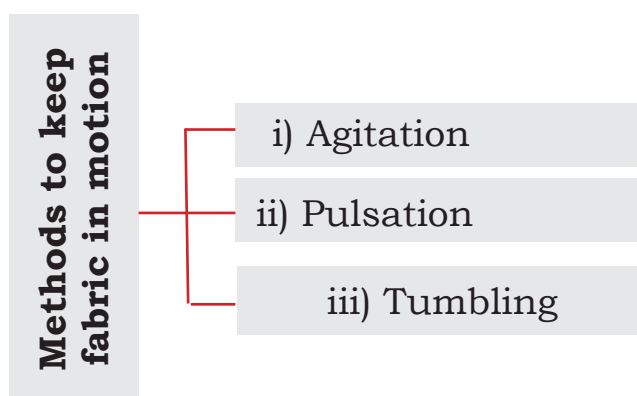 Methods to keep
fabric in motion
i) Agitation
ii) Pulsation
iii) Tumbling